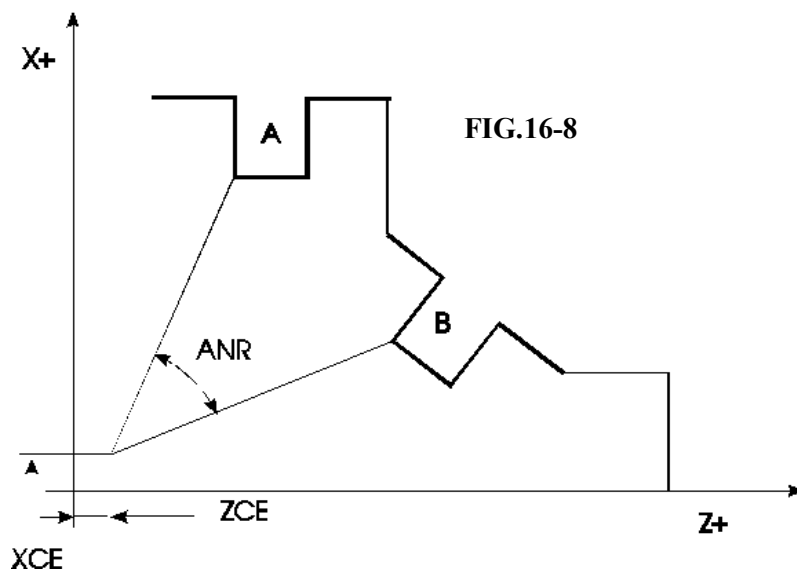 X+
A
FIG.16-8
B
ANR
ZCE
Z+
XCE